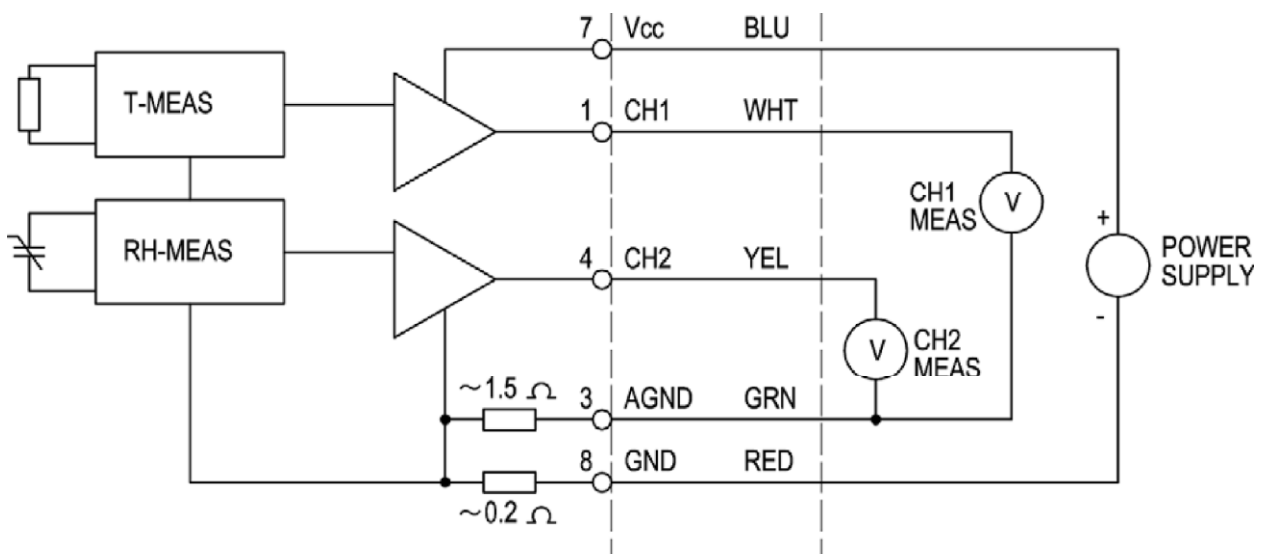 7 Vcc BLU
T-MEAS
1 CH1 WHT
CH1
MEAS
V
RH-MEAS
4 CH2 YEL
+
POWER
SUPPLY
-
V
CH2
MEAS
~1.5 Ω
3 AGND GRN
8 GND RED
~0.2 Ω